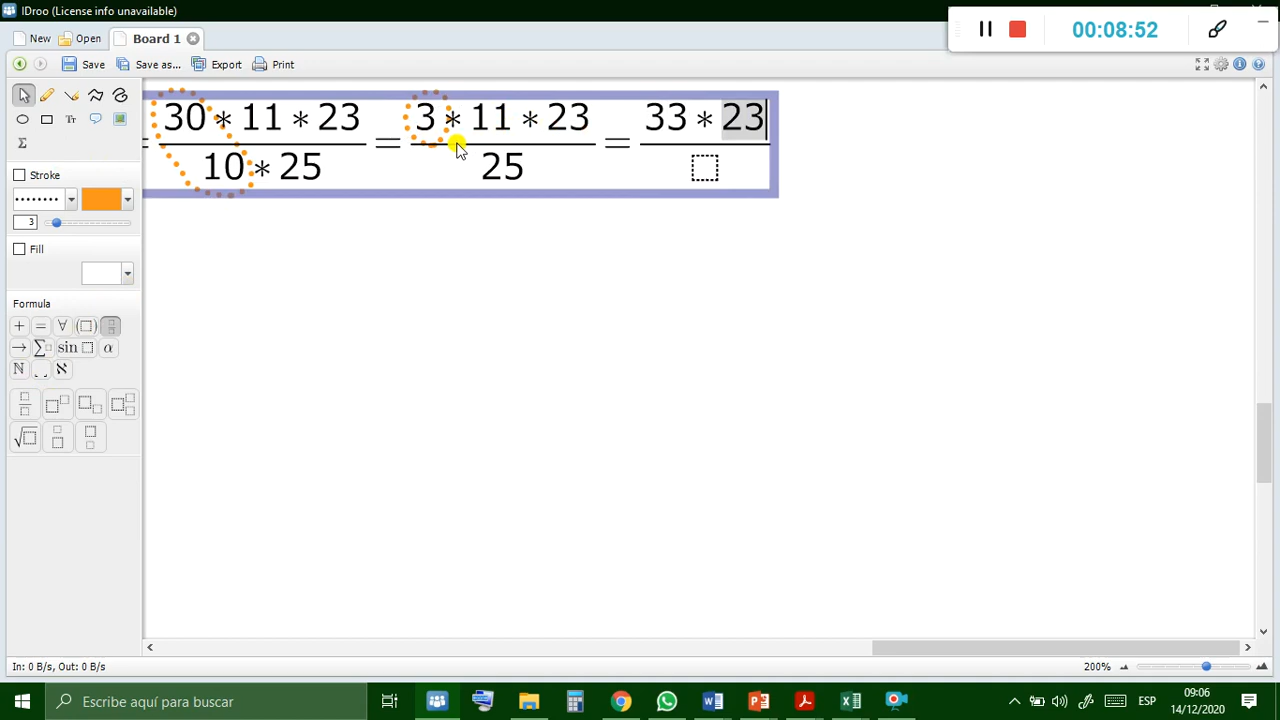 IDroo (License info unavailable)
New Open Board 1
00:08:52
Save Save as... Export Print
30 * 11 * 23 3 * 11 * 23 33 * 23
= = =
10 * 25 25
Stroke
3
Fill
Formula
+ = ∀ (□)
→ ∑ sin □ α
ℕ ℵ
In: 0 B/s, Out: 0 B/s 200%
Escribe aquí para buscar
ESP 09:06
14/12/2020